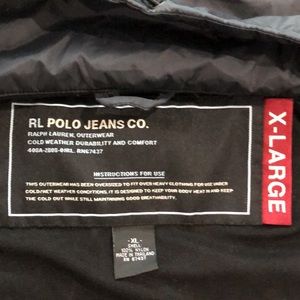 RL POLO JEANS CO.
RALPH LAUREN, OUTERWEAR
COLD WEATHER DURABILITY AND COMFORT
INSTRUCTIONS FOR USE
THIS OUTERWEAR HAS BEEN OVERSIZED TO FIT OVER HEAVY CLOTHING FOR USE UNDER
COLD/WET WEATHER CONDITIONS. IT IS DESIGNED TO KEEP YOUR BODY HEAT IN AND KEEP
THE COLD OUT WHILE STILL MAINTAINING GOOD BREATHABILITY.
X-LARGE
-XL-
SHELL:
100% NYLON
MADE IN THAILAND
RN 67437